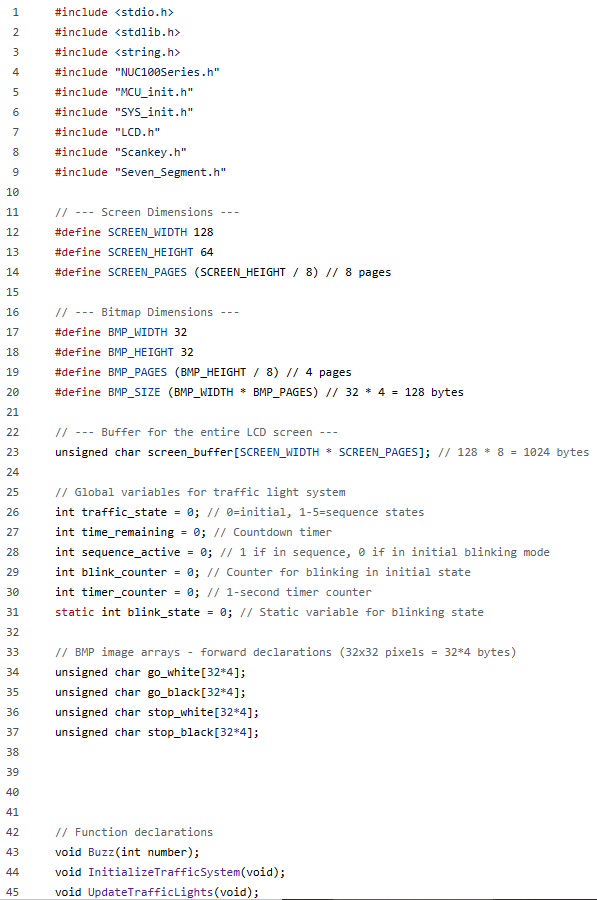 1 #include <stdio.h>
2 #include <stdlib.h>
3 #include <string.h>
4 #include "NUC100Series.h"
5 #include "MCU_init.h"
6 #include "SYS_init.h"
7 #include "LCD.h"
8 #include "Scankey.h"
9 #include "Seven_Segment.h"
10
11 // --- Screen Dimensions ---
12 #define SCREEN_WIDTH 128
13 #define SCREEN_HEIGHT 64
14 #define SCREEN_PAGES (SCREEN_HEIGHT / 8) // 8 pages
15
16 // --- Bitmap Dimensions ---
17 #define BMP_WIDTH 32
18 #define BMP_HEIGHT 32
19 #define BMP_PAGES (BMP_HEIGHT / 8) // 4 pages
20 #define BMP_SIZE (BMP_WIDTH * BMP_PAGES) // 32 * 4 = 128 bytes
21
22 // --- Buffer for the entire LCD screen ---
23 unsigned char screen_buffer[SCREEN_WIDTH * SCREEN_PAGES]; // 128 * 8 = 1024 bytes
24
25 // Global variables for traffic light system
26 int traffic_state = 0; // 0=initial, 1-5=sequence states
27 int time_remaining = 0; // Countdown timer
28 int sequence_active = 0; // 1 if in sequence, 0 if in initial blinking mode
29 int blink_counter = 0; // Counter for blinking in initial state
30 int timer_counter = 0; // 1-second timer counter
31 static int blink_state = 0; // Static variable for blinking state
32
33 // BMP image arrays - forward declarations (32x32 pixels = 32*4 bytes)
34 unsigned char go_white[32*4];
35 unsigned char go_black[32*4];
36 unsigned char stop_white[32*4];
37 unsigned char stop_black[32*4];
38
39
40
41
42 // Function declarations
43 void Buzz(int number);
44 void InitializeTrafficSystem(void);
45 void UpdateTrafficLights(void);